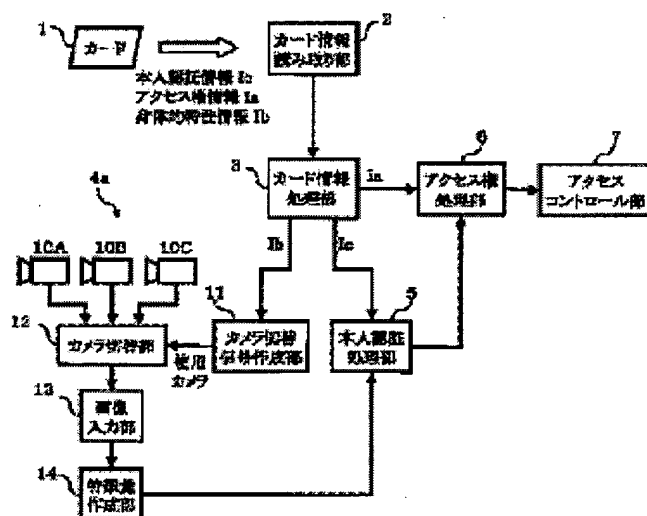 1
カード
本人認証情報 Ic
アクセス権情報 Ia
身体的特性情報 Ib
2
カード情報
読み取り部
3
カード情報
処理部
Ia
6
アクセス権
処理部
7
アクセス
コントロール部
4a
10A
10B
10C
Ib
Ic
12
カメラ切替部
使用
カメラ
11
カメラ切替
信号作成部
5
本人認証
処理部
13
画像
入力部
14
特徴量
作成部